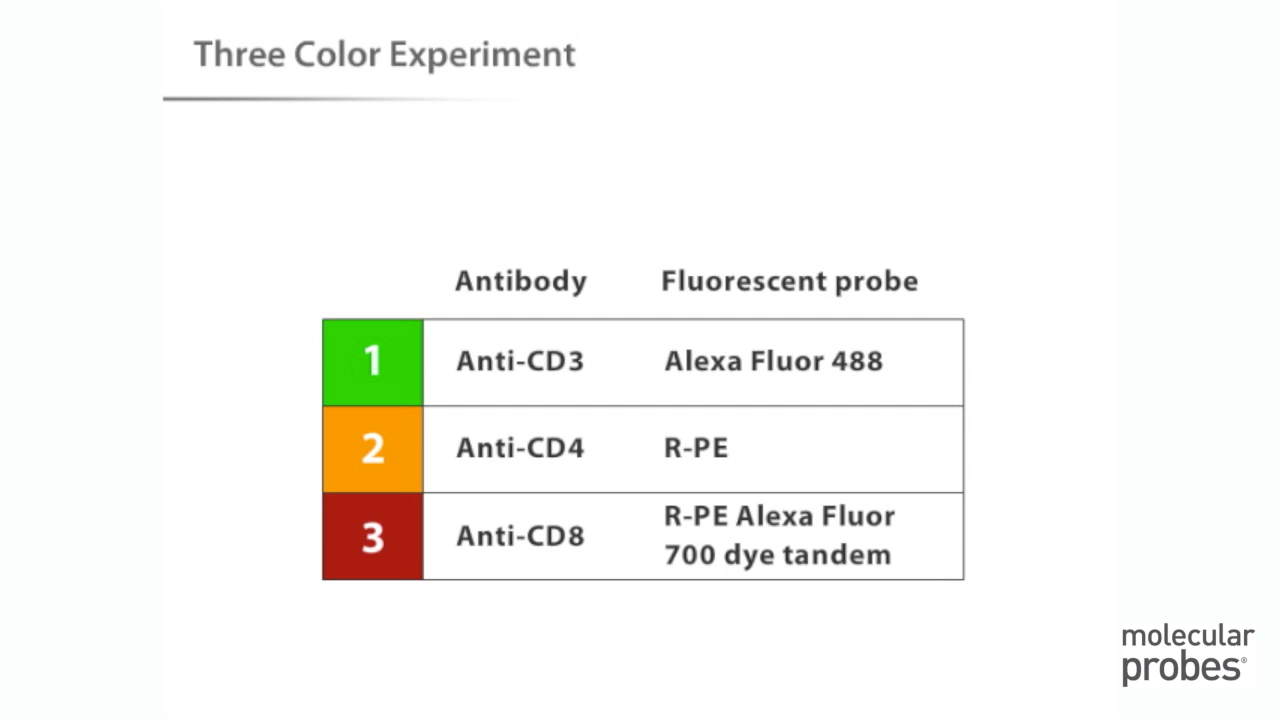 Three Color Experiment
Antibody Fluorescent probe
1 Anti-CD3 Alexa Fluor 488
2 Anti-CD4 R-PE
3 Anti-CD8 R-PE Alexa Fluor
700 dye tandem
molecular
probes®